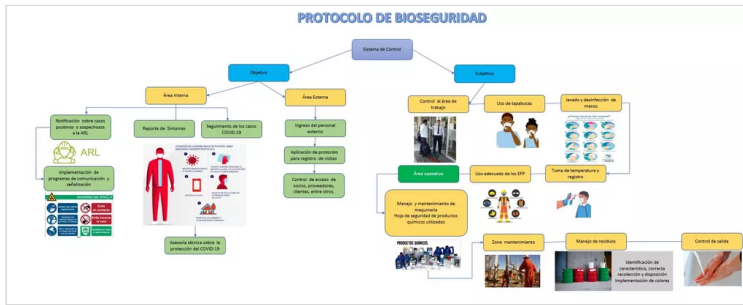 PROTOCOLO DE BIOSEGURIDAD
Sistema de Control
Objetivo
Subjetivo
Área Interna
Área Externa
Notificación sobre casos
positivos o sospechosos
a la ARL
Reporte de Síntomas
Seguimiento de los casos
COVID-19
ARL
Implementación de
programas de comunicación y
señalización
Asesoría técnica sobre la
protección del COVID-19
Ingreso del personal
externo
Aplicación de protocolo
para registro de visitas
Control de acceso de
socios, proveedores,
clientes, entre otros.
Control al área de
trabajo
Uso de tapabocas
lavado y desinfección de
manos
Área operativa
Uso adecuado de los EPP
Toma de temperatura y
registro
Manejo y mantenimiento de
maquinaria
Hoja de seguridad de productos
químicos utilizados
PRODUCTOS QUÍMICOS
Zona mantenimiento
Manejo de residuos
Control de salida
Identificación de
característica, correcta
recolección y disposición
implementación de colores